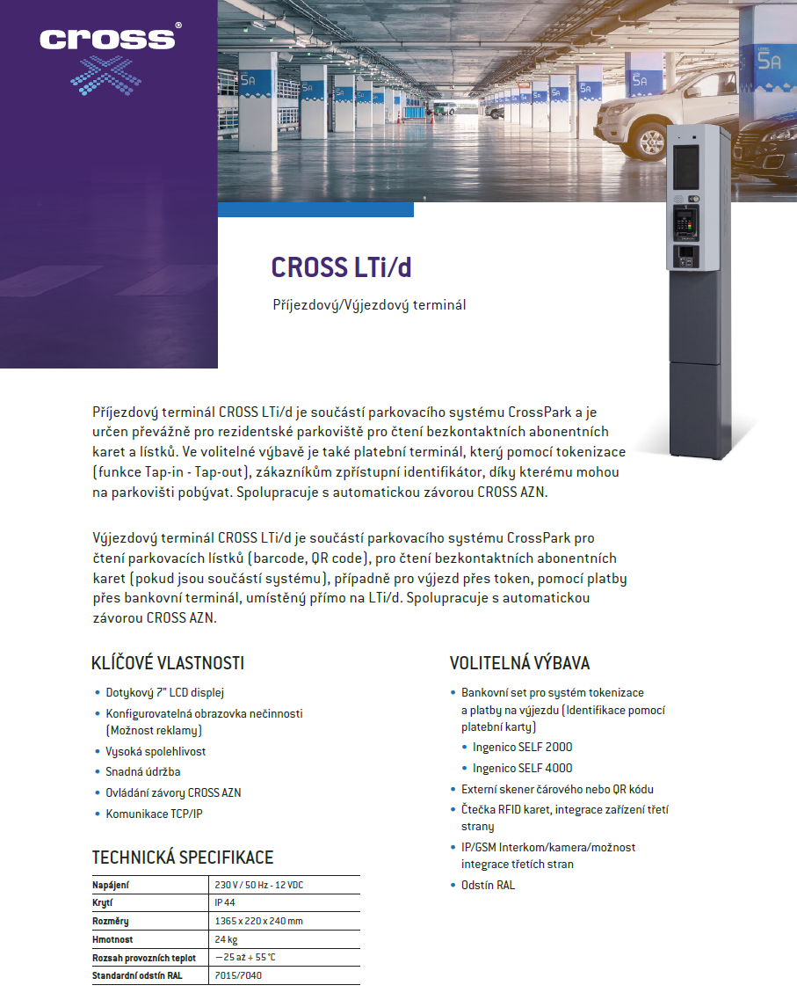 cross®
LEVEL
5A
5A
5A
5A
5A
5A
CROSS LTi/d
Příjezdový/Výjezdový terminál
Příjezdový terminál CROSS LTi/d je součástí parkovacího systému CrossPark a je
určen převážně pro rezidentské parkoviště pro čtení bezkontaktních abonentních
karet a lístků. Ve volitelné výbavě je také platební terminál, který pomocí tokenizace
(funkce Tap-in - Tap-out), zákazníkům zpřístupní identifikátor, díky kterému mohou
na parkovišti pobývat. Spolupracuje s automatickou závorou CROSS AZN.
Výjezdový terminál CROSS LTi/d je součástí parkovacího systému CrossPark pro
čtení parkovacích lístků (barcode, QR code), pro čtení bezkontaktních abonentních
karet (pokud jsou součástí systému), případně pro výjezd přes token, pomocí platby
přes bankovní terminál, umístěný přímo na LTi/d. Spolupracuje s automatickou
závorou CROSS AZN.
KLÍČOVÉ VLASTNOSTI
• Dotykový 7" LCD displej
• Konfigurovatelná obrazovka nečinnosti
(Možnost reklamy)
• Vysoká spolehlivost
• Snadná údržba
• Ovládání závory CROSS AZN
• Komunikace TCP/IP
TECHNICKÁ SPECIFIKACE
Napájení 230 V / 50 Hz - 12 VDC
Krytí IP 44
Rozměry 1365 x 220 x 240 mm
Hmotnost 24 kg
Rozsah provozních teplot —25 až + 55 °C
Standardní odstín RAL 7015/7040
VOLITELNÁ VÝBAVA
• Bankovní set pro systém tokenizace
a platby na výjezdu (Identifikace pomocí
platební karty)
• Ingenico SELF 2000
• Ingenico SELF 4000
• Externí skener čárového nebo QR kódu
• Čtečka RFID karet, integrace zařízení třetí
strany
• IP/GSM Interkom/kamera/možnost
integrace třetích stran
• Odstín RAL